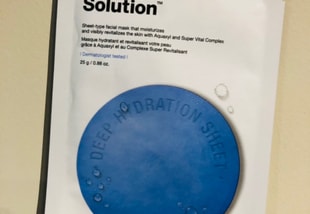 Solution™
Sheet-type facial mask that moisturizes
and visibly revitalizes the skin with Aquaxyl and Super Vital Complex
Masque hydratant et revitalisant votre peau
grâce à Aquaxyl et au Complexe Super Revitalisant
/ Dermatologist tested /
25 g / 0.88 oz.
DEEP HYDRATION SHEET